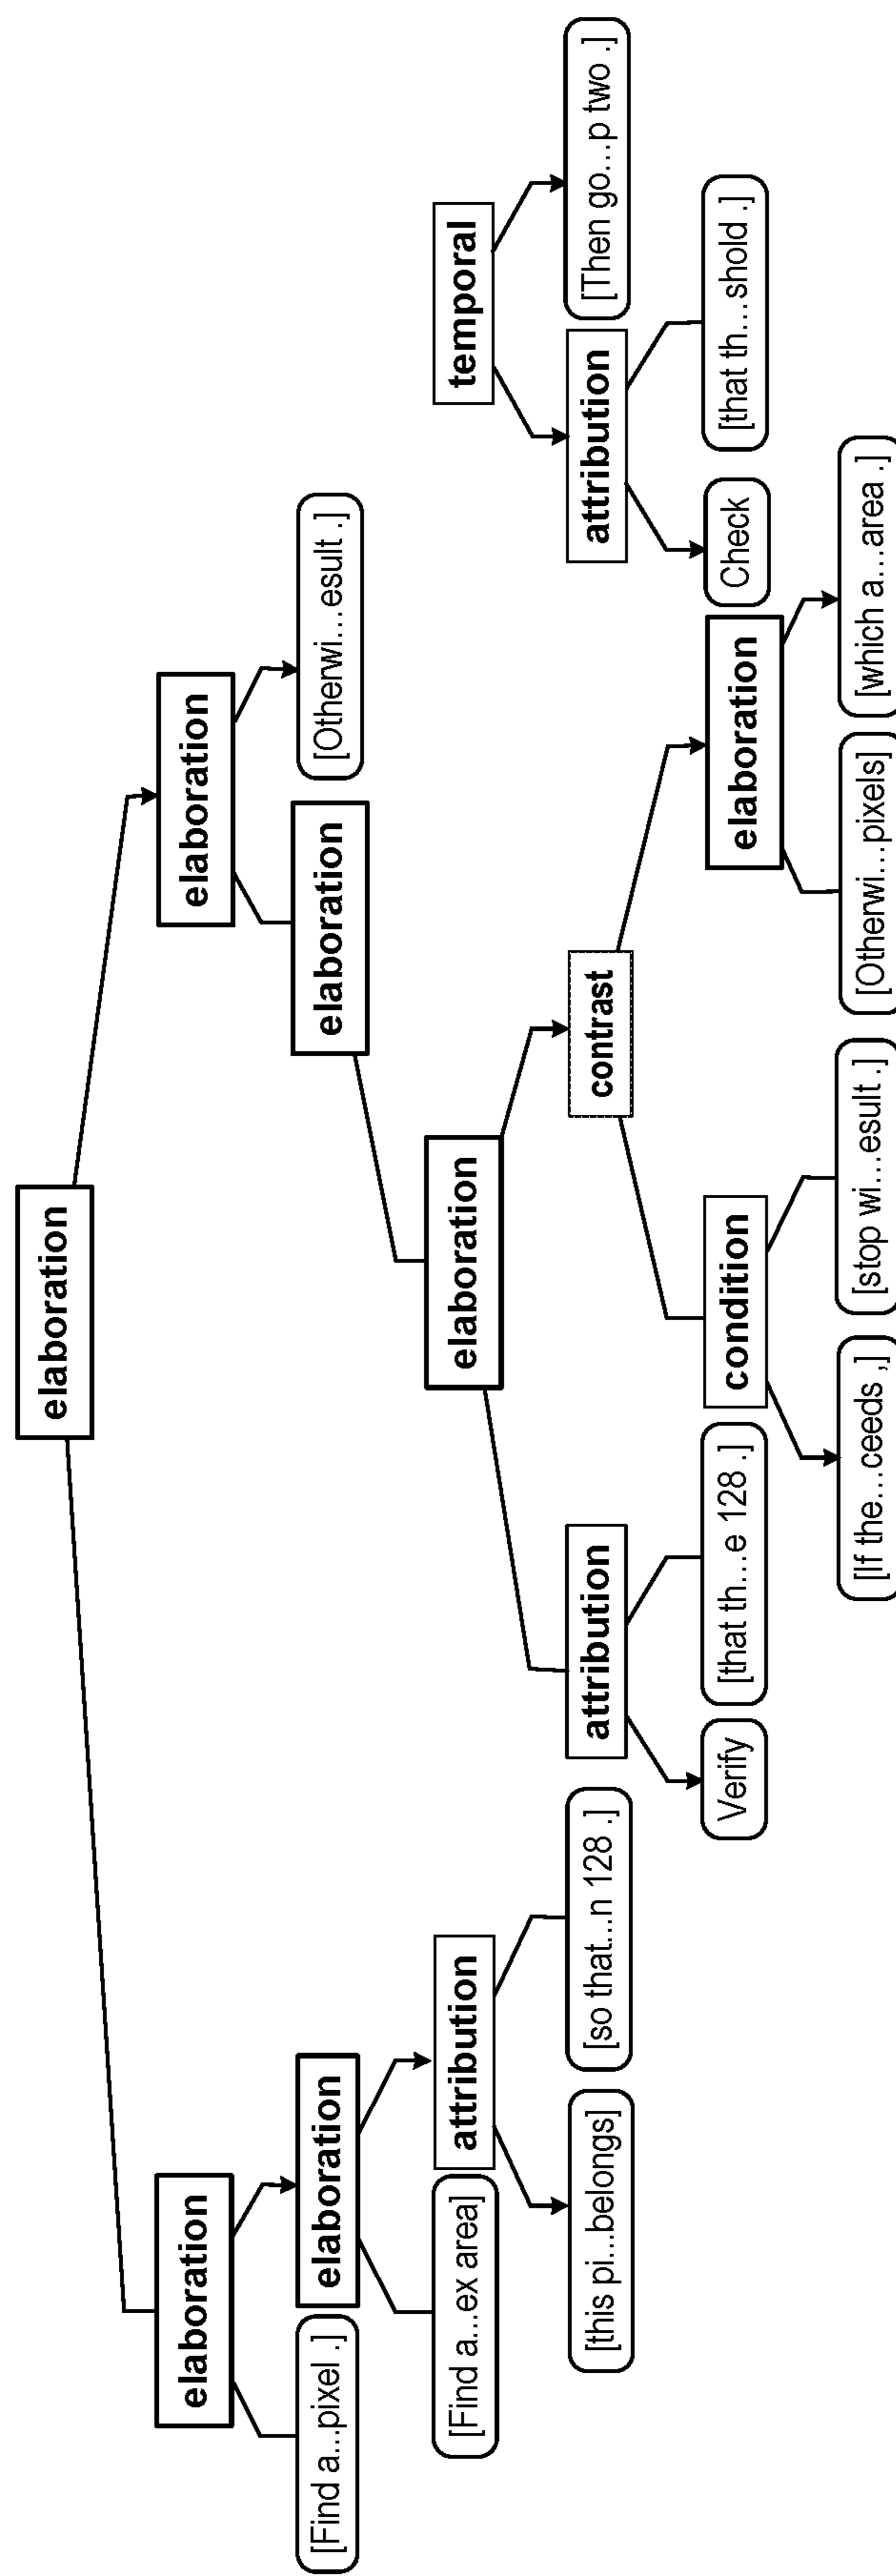 elaboration
elaboration
elaboration
[Find a...pixel .]
elaboration
elaboration
[Otherwi...esult .]
[Find a...ex area]
attribution
elaboration
temporal
[this pi...belongs]
[so that...n 128 .]
attribution
contrast
attribution
[Then go...p two .]
Verify
[that th...e 128 .]
condition
elaboration
Check
[that th...shold .]
[If the...ceeds ,]
[stop wi...esult .]
[Otherwi...pixels]
[which a...area .]